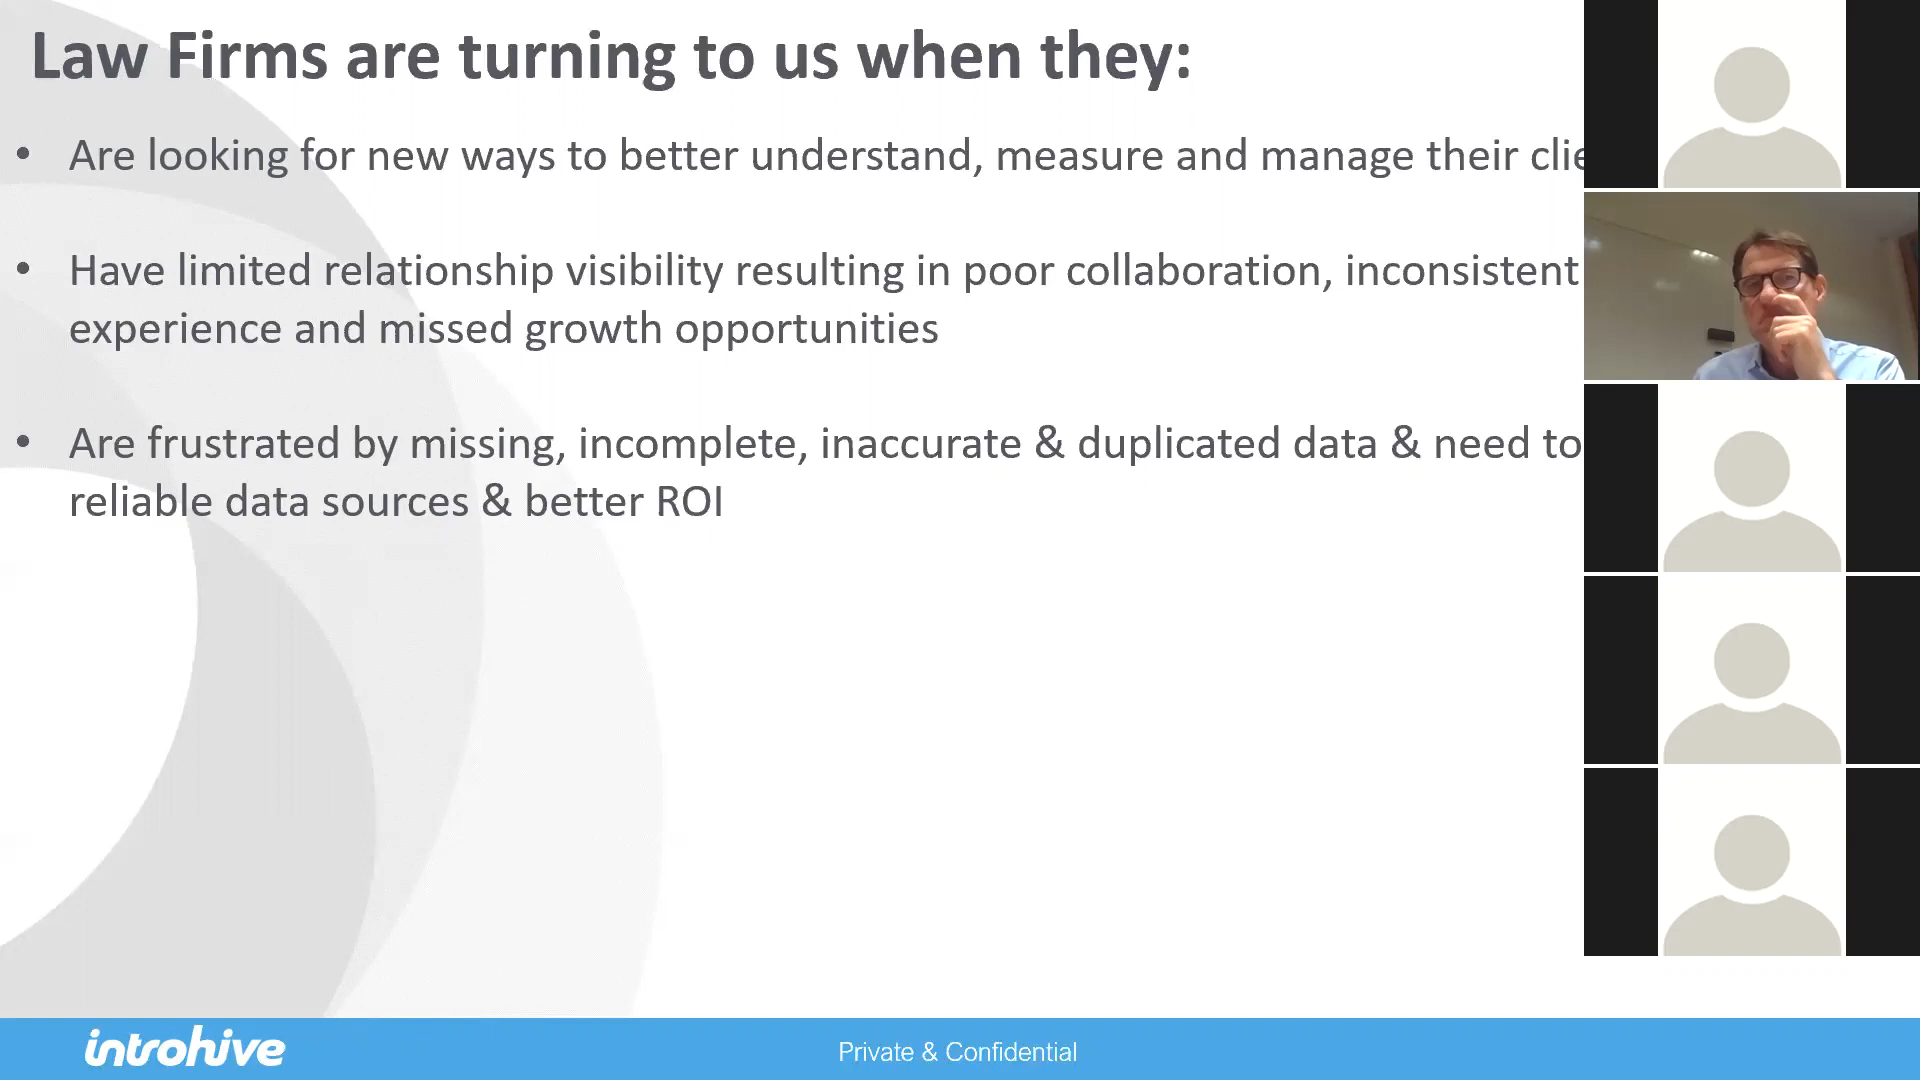 Law Firms are turning to us when they:
• Are looking for new ways to better understand, measure and manage their
• Have limited relationship visibility resulting in poor collaboration, inconsistent
experience and missed growth opportunities
• Are frustrated by missing, incomplete, inaccurate & duplicated data & need to
reliable data sources & better ROI
introhive
Private & Confidential